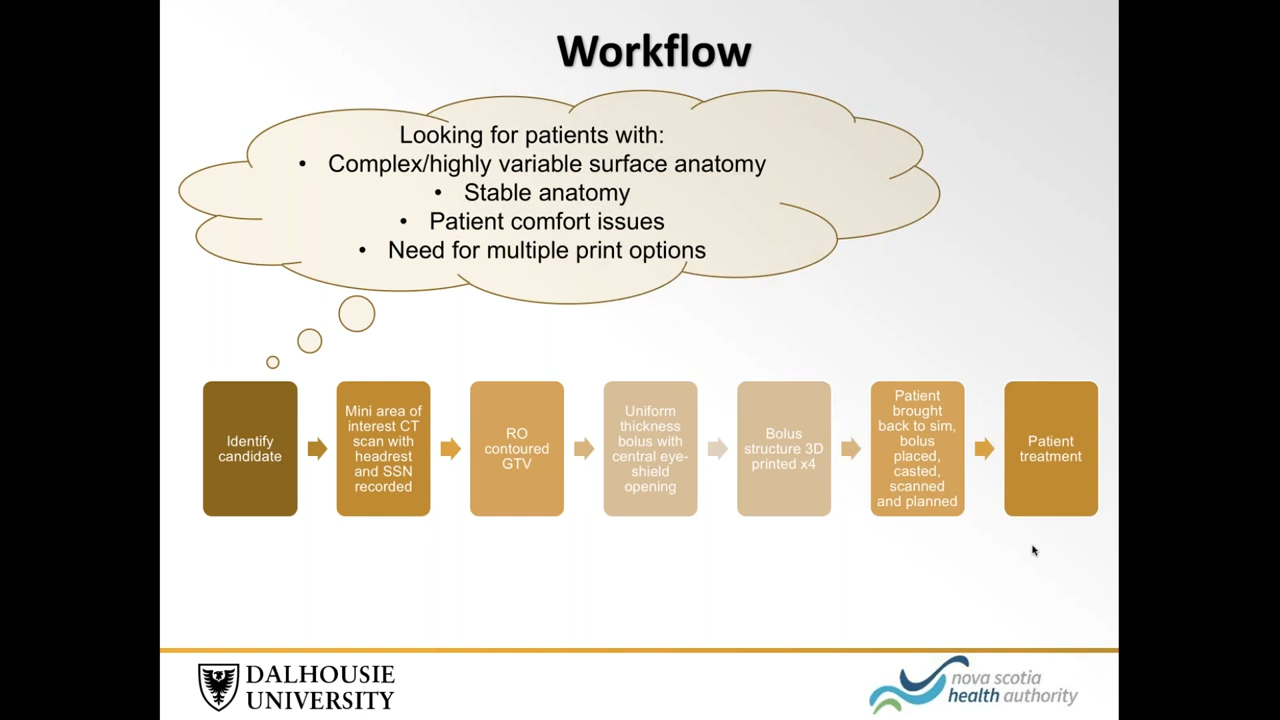 Workflow
Looking for patients with:
• Complex/highly variable surface anatomy
• Stable anatomy
• Patient comfort issues
• Need for multiple print options
Identify
candidate
Mini area of
interest CT
scan with
headrest
and SSN
recorded
RO
contoured
GTV
Uniform
thickness
bolus with
central eye-
shield
opening
Bolus
structure 3D
printed x4
Patient
brought
back to sim,
bolus
placed,
casted,
scanned
and planned
Patient
treatment
DALHOUSIE
UNIVERSITY
nova scotia
health authority